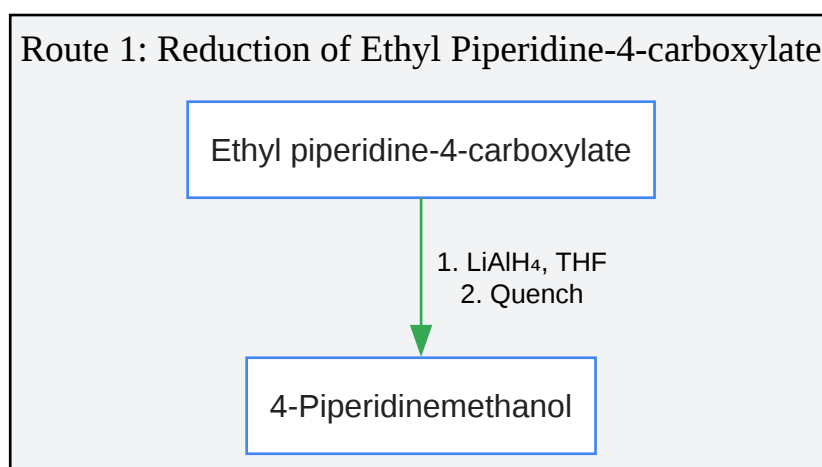 Route 1: Reduction of Ethyl Piperidine-4-carboxylate
Ethyl piperidine-4-carboxylate
1. LiAlH₄, THF
2. Quench
4-Piperidinemethanol